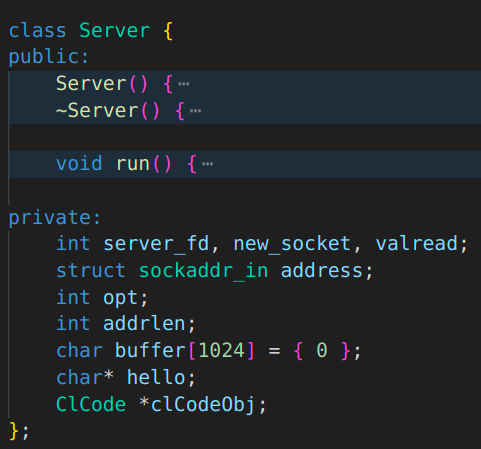 class Server {
public:
    Server() {⋯
    ~Server() {⋯
    void run() {⋯
private:
    int server_fd, new_socket, valread;
    struct sockaddr_in address;
    int opt;
    int addrlen;
    char buffer[1024] = { 0 };
    char* hello;
    ClCode *clCodeObj;
};